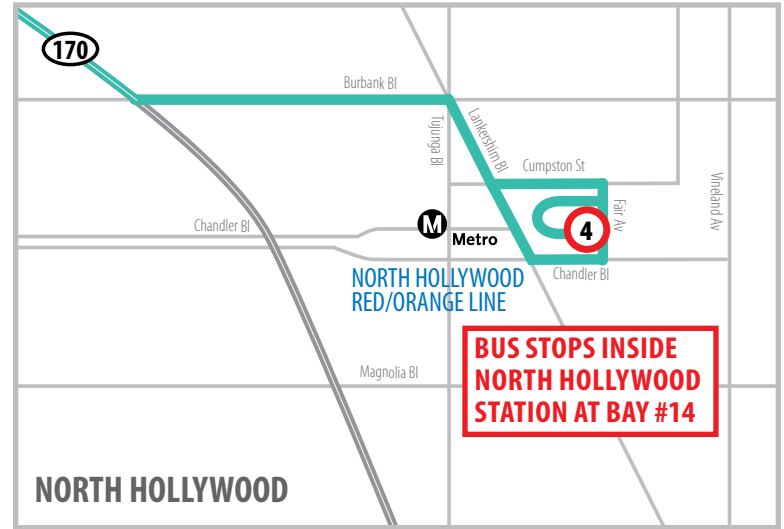 170
Burbank Bl
Tujunga Bl
Lankershim Bl
Cumpston St
Fair Av
Vineland Av
Chandler Bl
M
Metro
4
Chandler Bl
NORTH HOLLYWOOD
RED/ORANGE LINE
BUS STOPS INSIDE
NORTH HOLLYWOOD
STATION AT BAY #14
Magnolia Bl
NORTH HOLLYWOOD